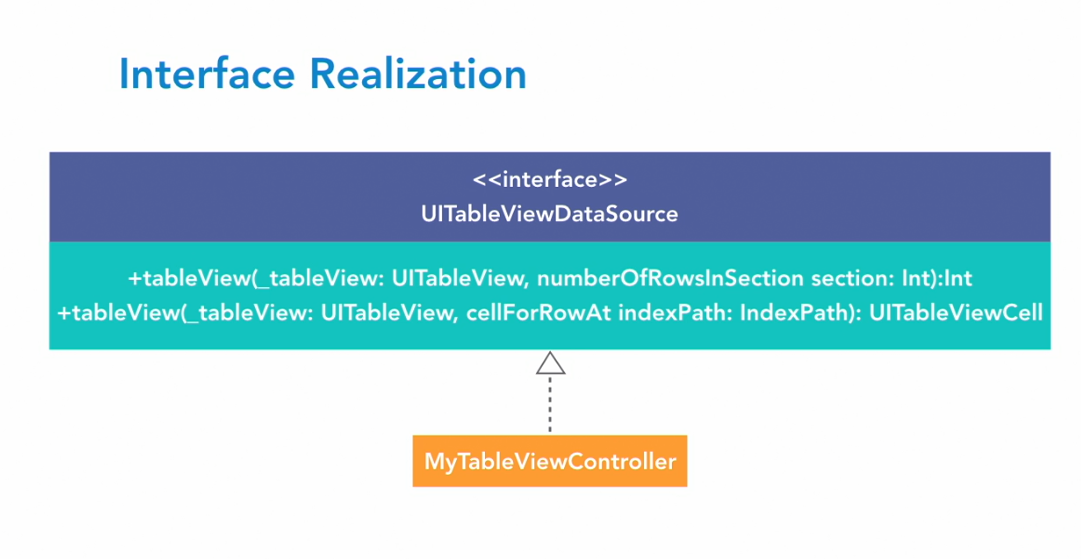 Interface Realization
<<interface>>
UITableViewDataSource
+tableView(_tableView: UITableView, numberOfRowsInSection section: Int):Int
+tableView(_tableView: UITableView, cellForRowAt indexPath: IndexPath): UITableViewCell
MyTableViewController